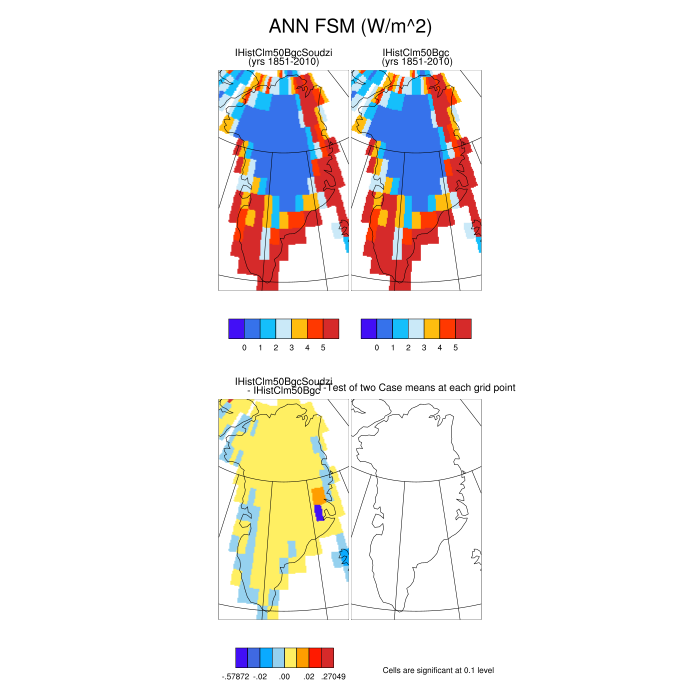 ANN FSM (W/m^2)
IHistClm50BgcSoudzi
(yrs 1851-2010)
IHistClm50Bgc
(yrs 1851-2010)
0 1 2 3 4 5
0 1 2 3 4 5
IHistClm50BgcSoudzi
- IHistClm50Bgc
T-Test of two Case means at each grid point
-.57872 -.02 .00 .02 .27049
Cells are significant at 0.1 level